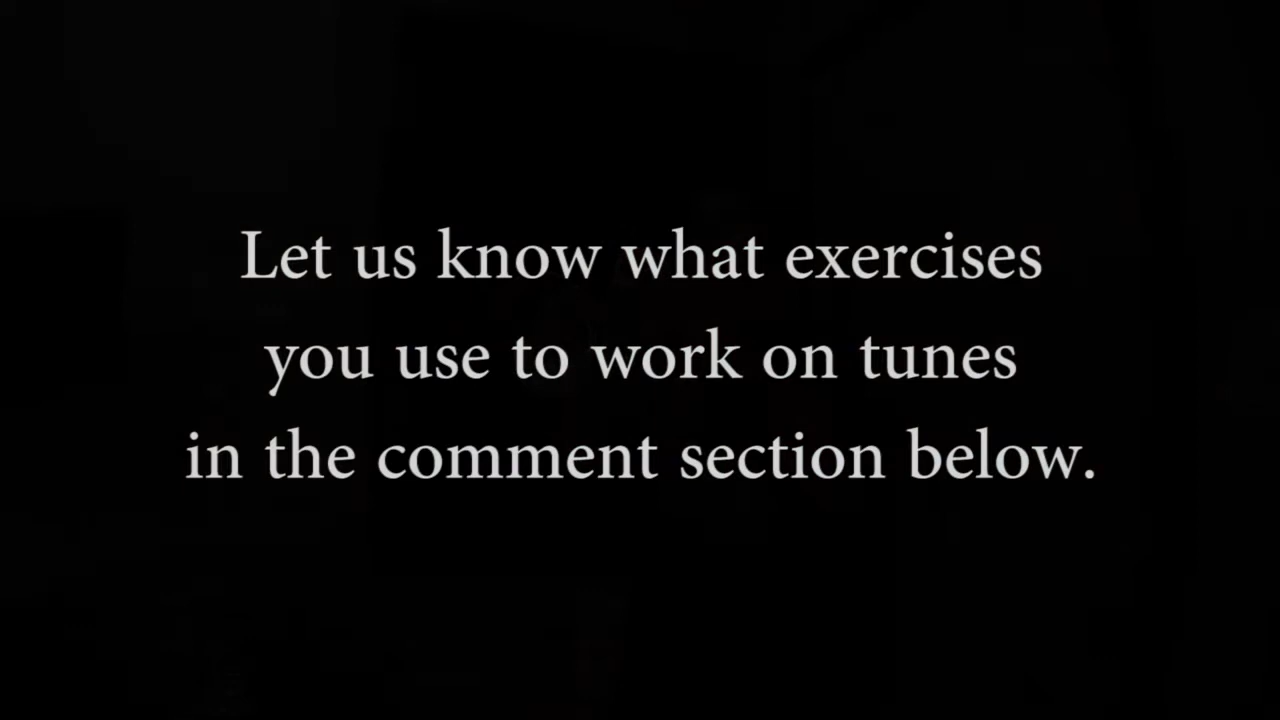 Let us know what exercises
you use to work on tunes
in the comment section below.